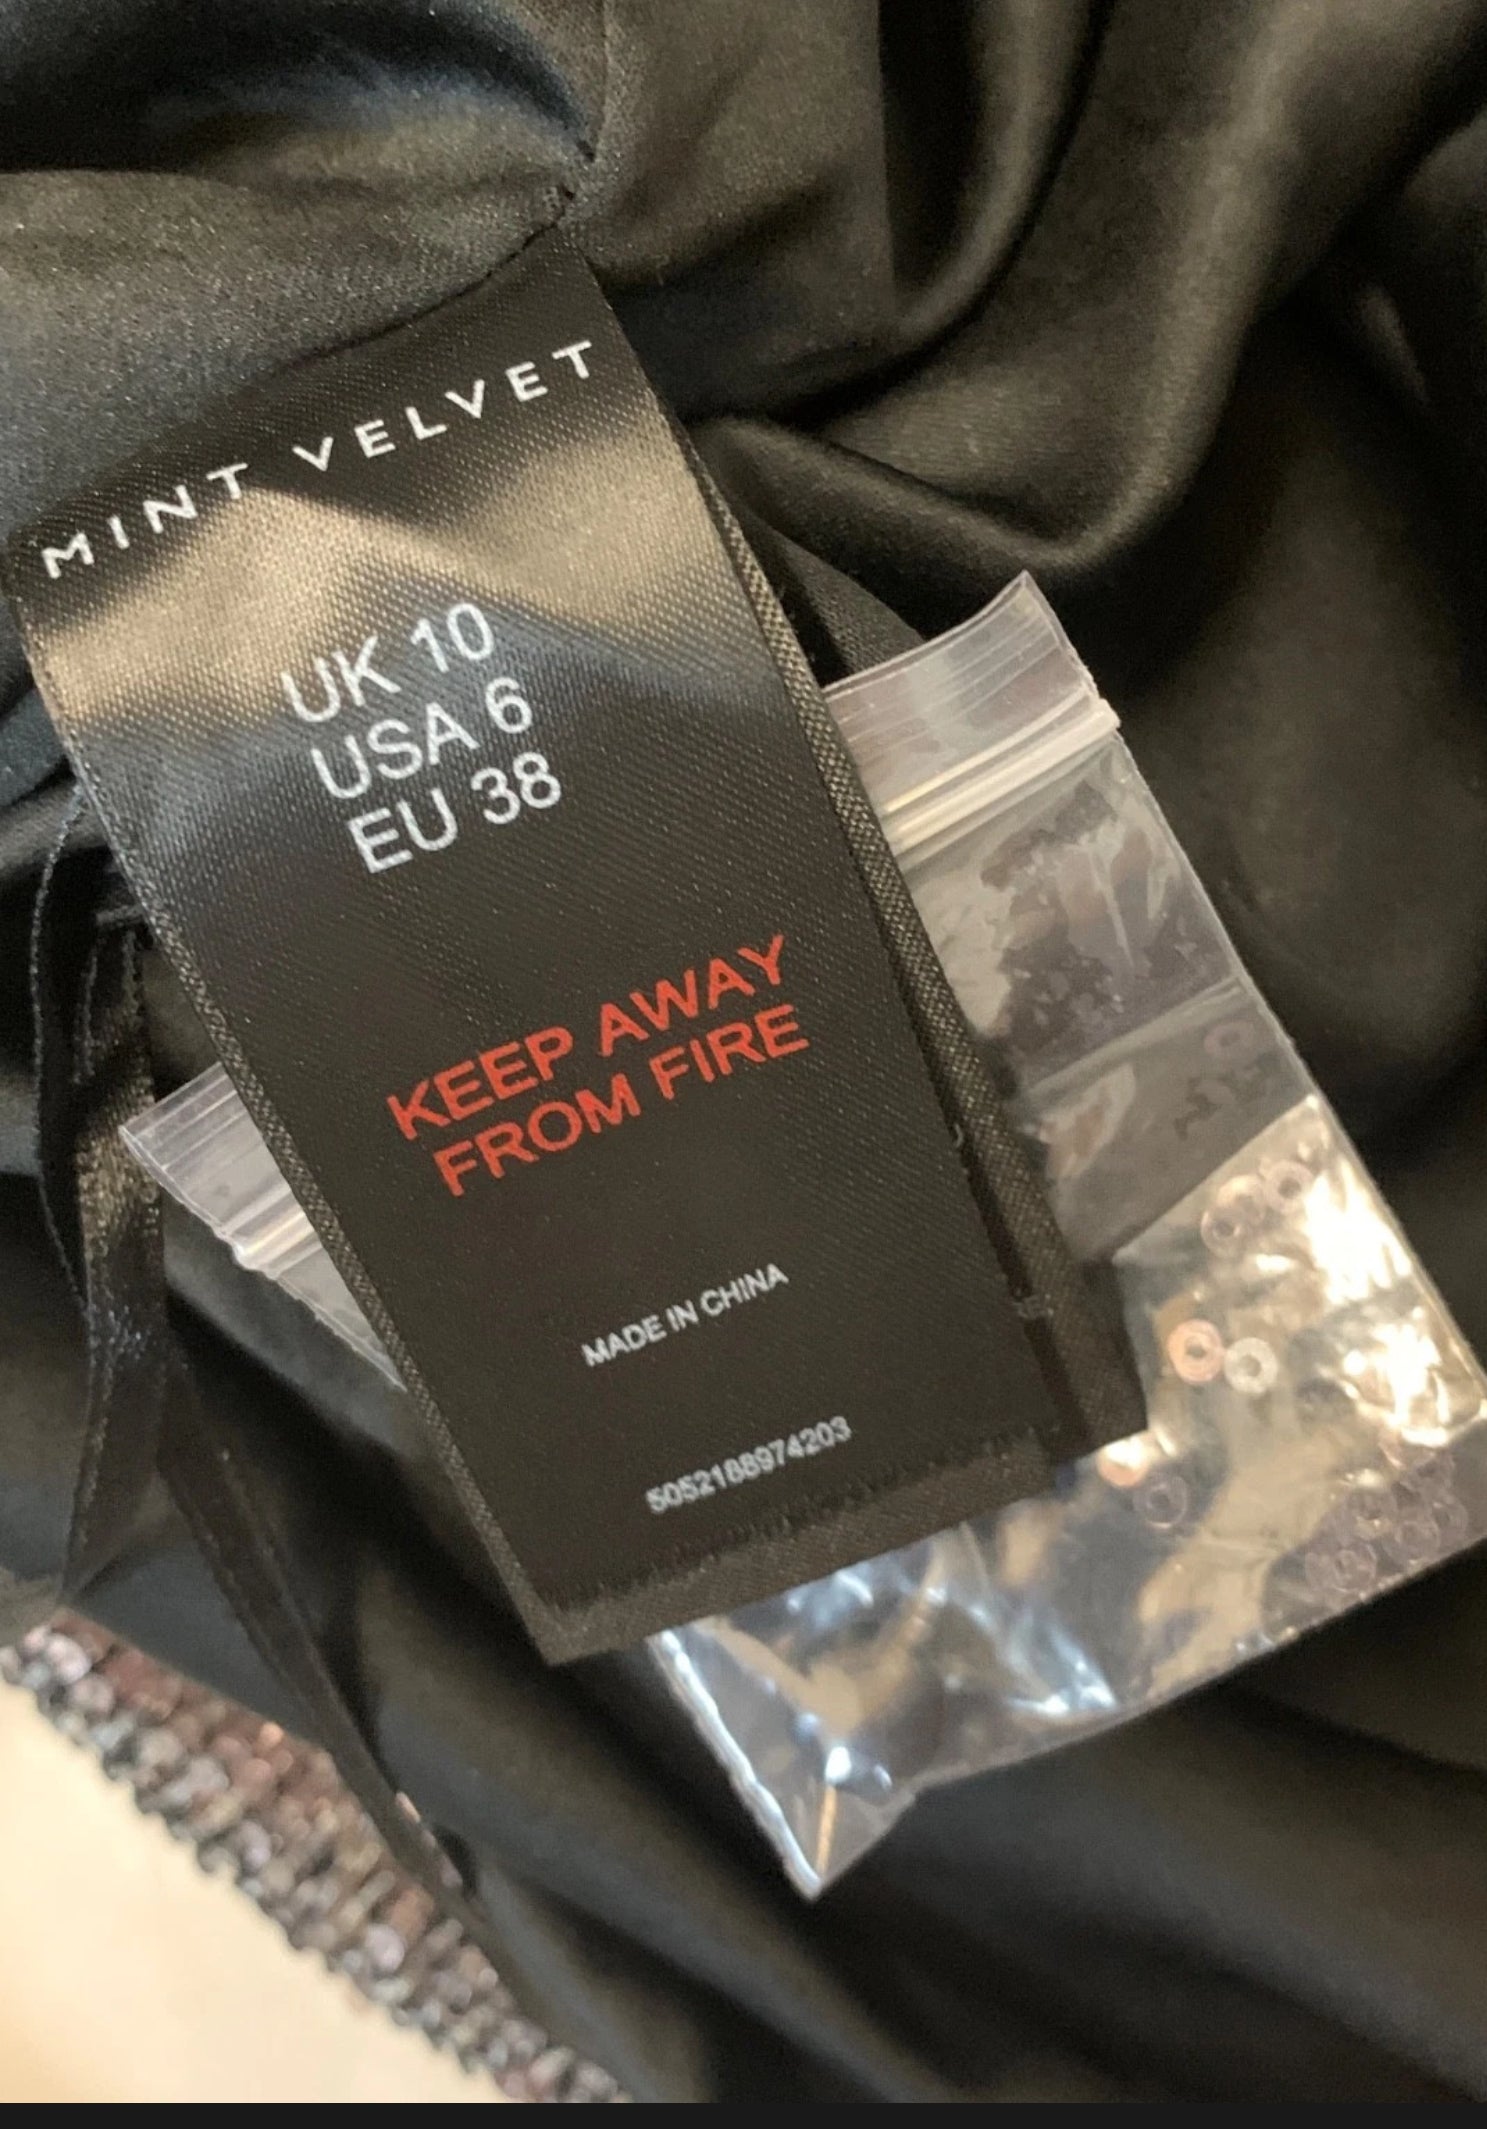 MINT VELVET
UK 10
USA 6
EU 38
KEEP AWAY
FROM FIRE
MADE IN CHINA
5052188974203